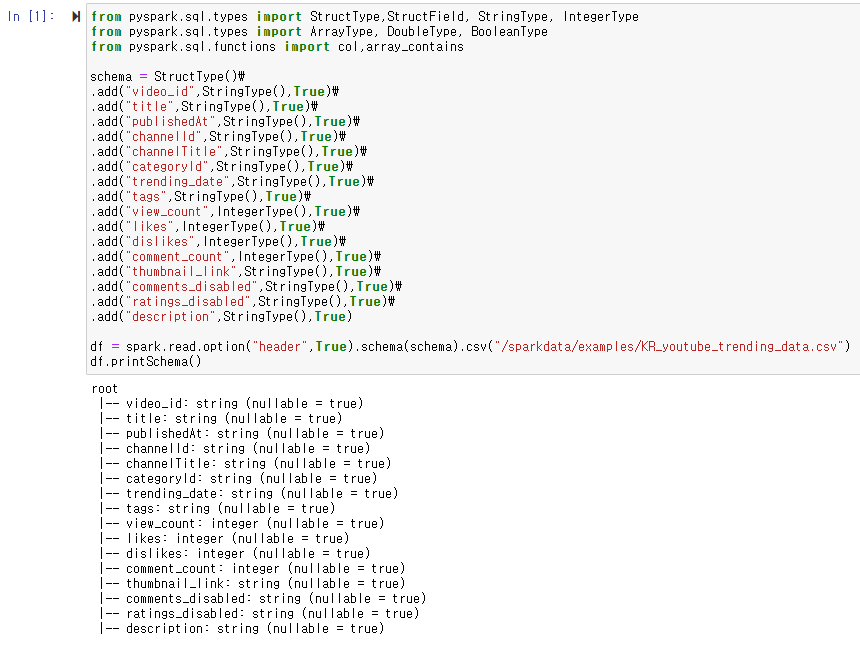 In [1]:
from pyspark.sql.types import StructType,StructField, StringType, IntegerType
from pyspark.sql.types import ArrayType, DoubleType, BooleanType
from pyspark.sql.functions import col,array_contains
schema = StructType()₩
.add("video_id",StringType(),True)₩
.add("title",StringType(),True)₩
.add("publishedAt",StringType(),True)₩
.add("channelId",StringType(),True)₩
.add("channelTitle",StringType(),True)₩
.add("categoryId",StringType(),True)₩
.add("trending_date",StringType(),True)₩
.add("tags",StringType(),True)₩
.add("view_count",IntegerType(),True)₩
.add("likes",IntegerType(),True)₩
.add("dislikes",IntegerType(),True)₩
.add("comment_count",IntegerType(),True)₩
.add("thumbnail_link",StringType(),True)₩
.add("comments_disabled",StringType(),True)₩
.add("ratings_disabled",StringType(),True)₩
.add("description",StringType(),True)
df = spark.read.option("header",True).schema(schema).csv("/sparkdata/examples/KR_youtube_trending_data.csv")
df.printSchema()
root
|-- video_id: string (nullable = true)
|-- title: string (nullable = true)
|-- publishedAt: string (nullable = true)
|-- channelId: string (nullable = true)
|-- channelTitle: string (nullable = true)
|-- categoryId: string (nullable = true)
|-- trending_date: string (nullable = true)
|-- tags: string (nullable = true)
|-- view_count: integer (nullable = true)
|-- likes: integer (nullable = true)
|-- dislikes: integer (nullable = true)
|-- comment_count: integer (nullable = true)
|-- thumbnail_link: string (nullable = true)
|-- comments_disabled: string (nullable = true)
|-- ratings_disabled: string (nullable = true)
|-- description: string (nullable = true)